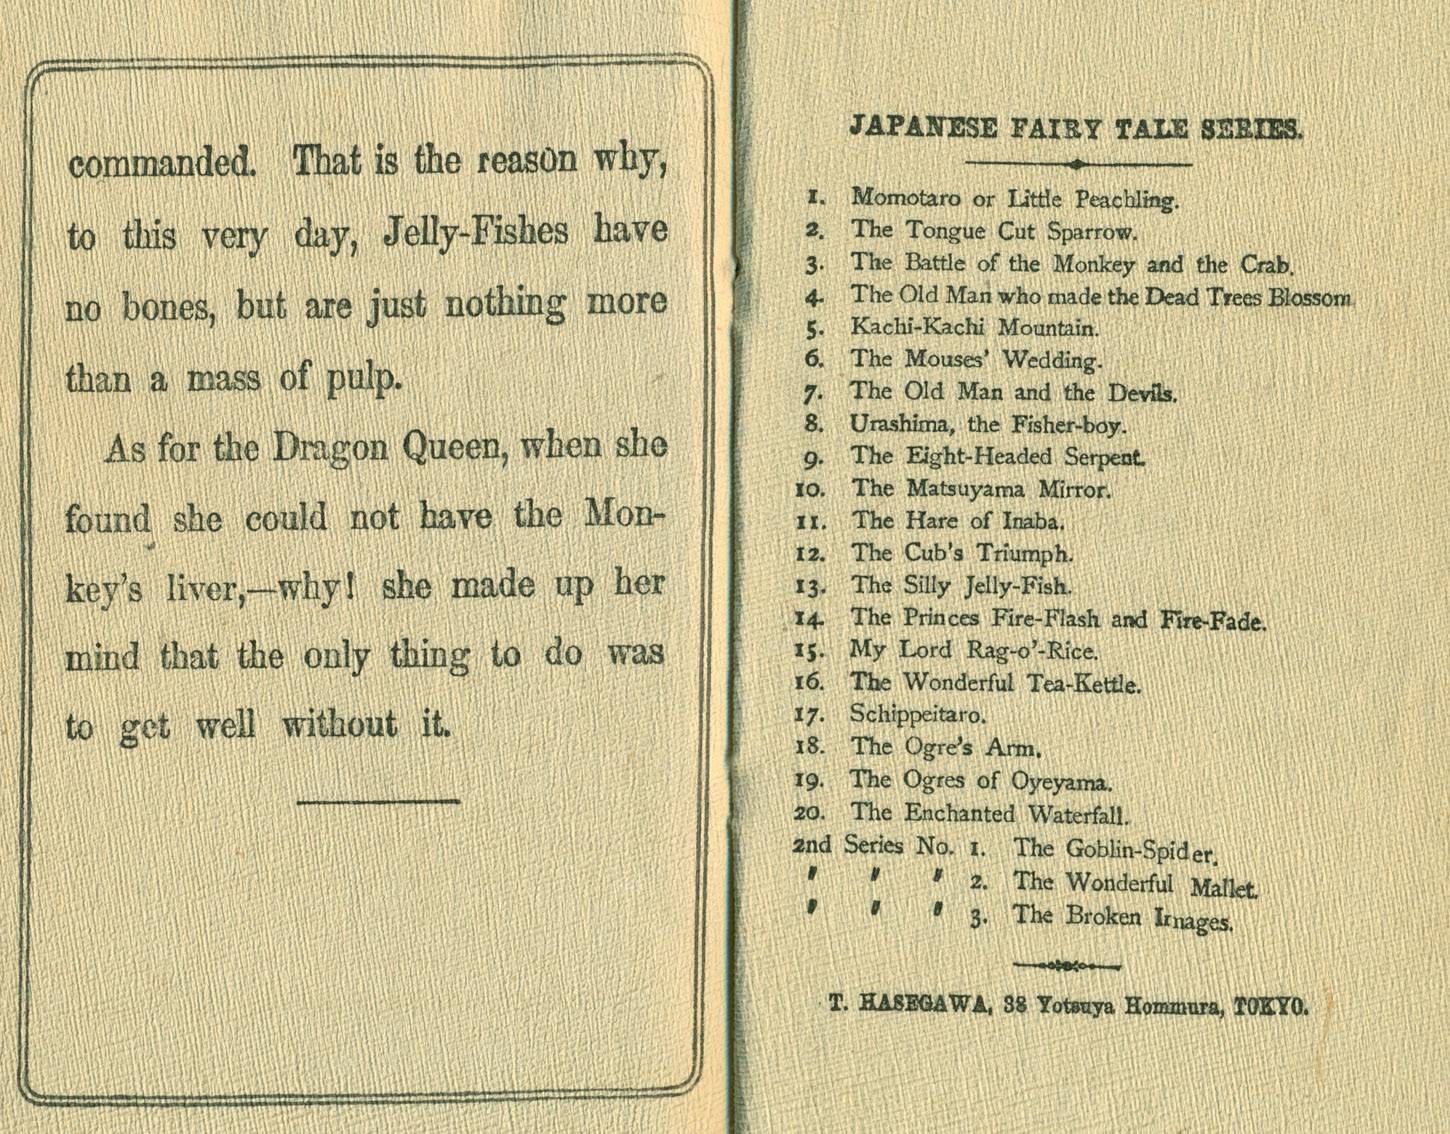 commanded. That is the reason why,
to this very day, Jelly-Fishes have
no bones, but are just nothing more
than a mass of pulp.
As for the Dragon Queen, when she
found she could not have the Mon-
key's liver,—why! she made up her
mind that the only thing to do was
to get well without it.
JAPANESE FAIRY TALE SERIES.
1. Momotaro or Little Peachling.
2. The Tongue Cut Sparrow.
3. The Battle of the Monkey and the Crab.
4. The Old Man who made the Dead Trees Blossom
5. Kachi-Kachi Mountain.
6. The Mouses' Wedding.
7. The Old Man and the Devils.
8. Urashima, the Fisher-boy.
9. The Eight-Headed Serpent.
10. The Matsuyama Mirror.
11. The Hare of Inaba.
12. The Cub's Triumph.
13. The Silly Jelly-Fish.
14. The Princes Fire-Flash and Fire-Fade.
15. My Lord Rag-o'-Rice.
16. The Wonderful Tea-Kettle.
17. Schippeitaro.
18. The Ogre's Arm.
19. The Ogres of Oyeyama.
20. The Enchanted Waterfall.
2nd Series No. 1. The Goblin-Spider.
" " " 2. The Wonderful Mallet.
" " " 3. The Broken Images.
T. HASEGAWA, 38 Yotsuya Hommura, TOKYO.